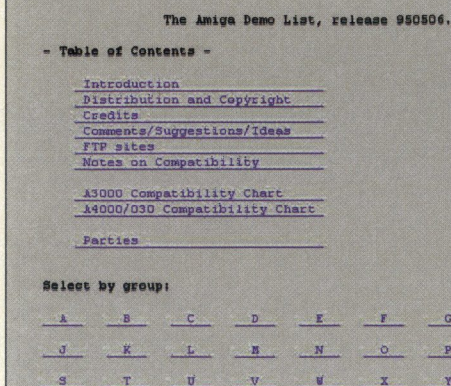 The Amiga Demo List, release 950506.
- Table of Contents -
Introduction
Distribution and Copyright
Credits
Comments/Suggestions/Ideas
FTP sites
Notes on Compatibility
A3000 Compatibility Chart
A4000/030 Compatibility Chart
Parties
Select by group:
A B C D E F G
J K L M N O P
S T U V W X Y